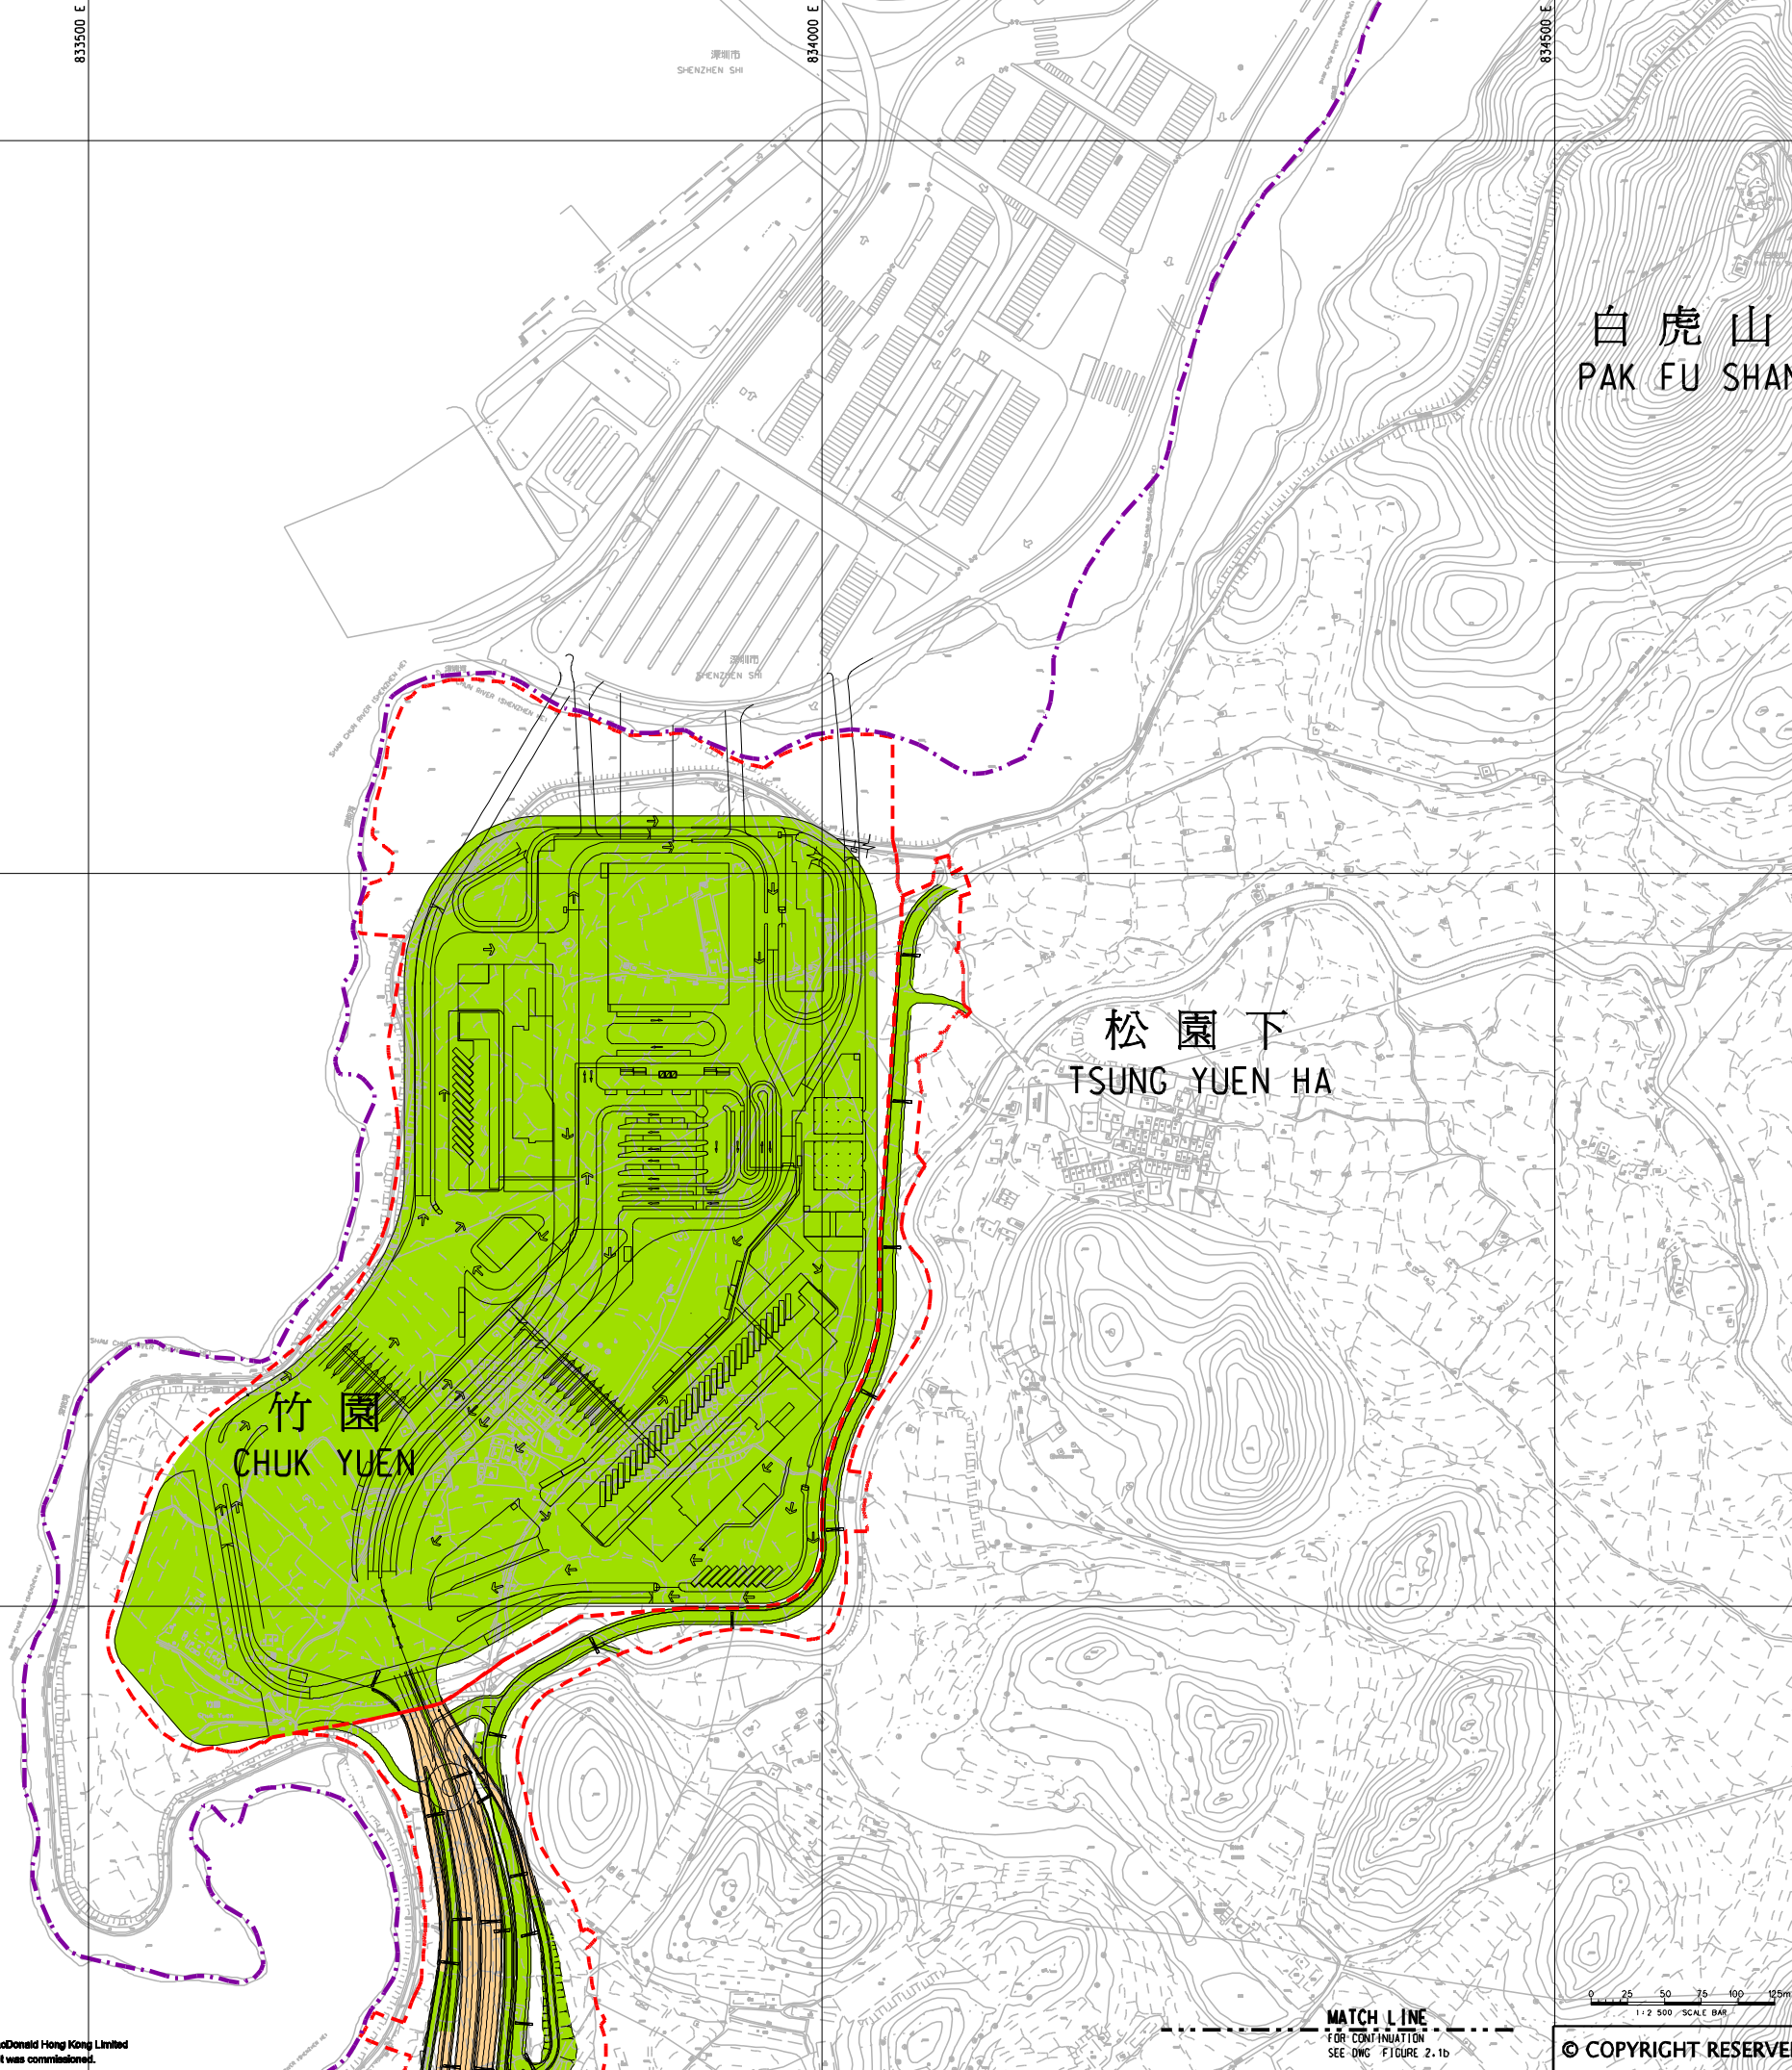 833500 E
834000 E
834500 E
深圳市
SHENZHEN SHI
白虎山
PAK FU SHAN
深圳市
SHENZHEN SHI
松園下
TSUNG YUEN HA
竹園
CHUK YUEN
0 25 50 75 100 125m
1:2 500 SCALE BAR
MATCH LINE
FOR CONTINUATION
SEE DWG FIGURE 2.1b
© COPYRIGHT RESERVE
oDonald Hong Kong Limited
t was commissioned.